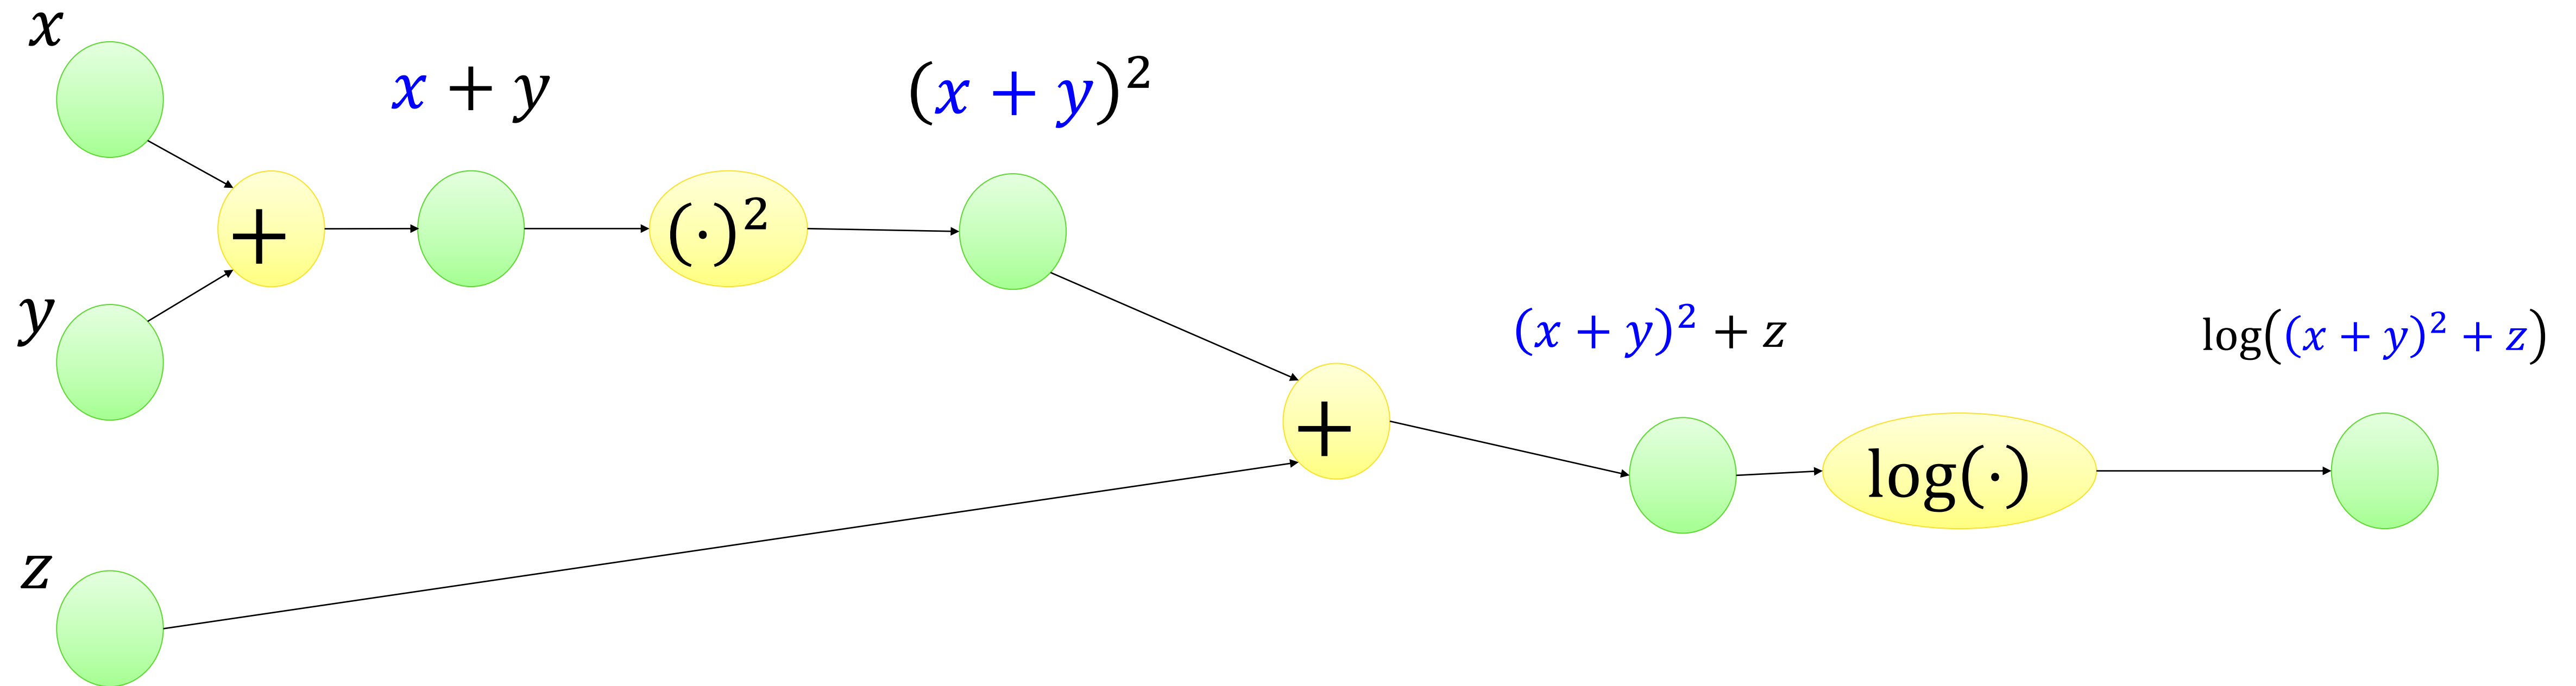 x
x + y
(x + y)²
+
(·)²
y
(x + y)² + z
log((x + y)² + z)
+
log(·)
z